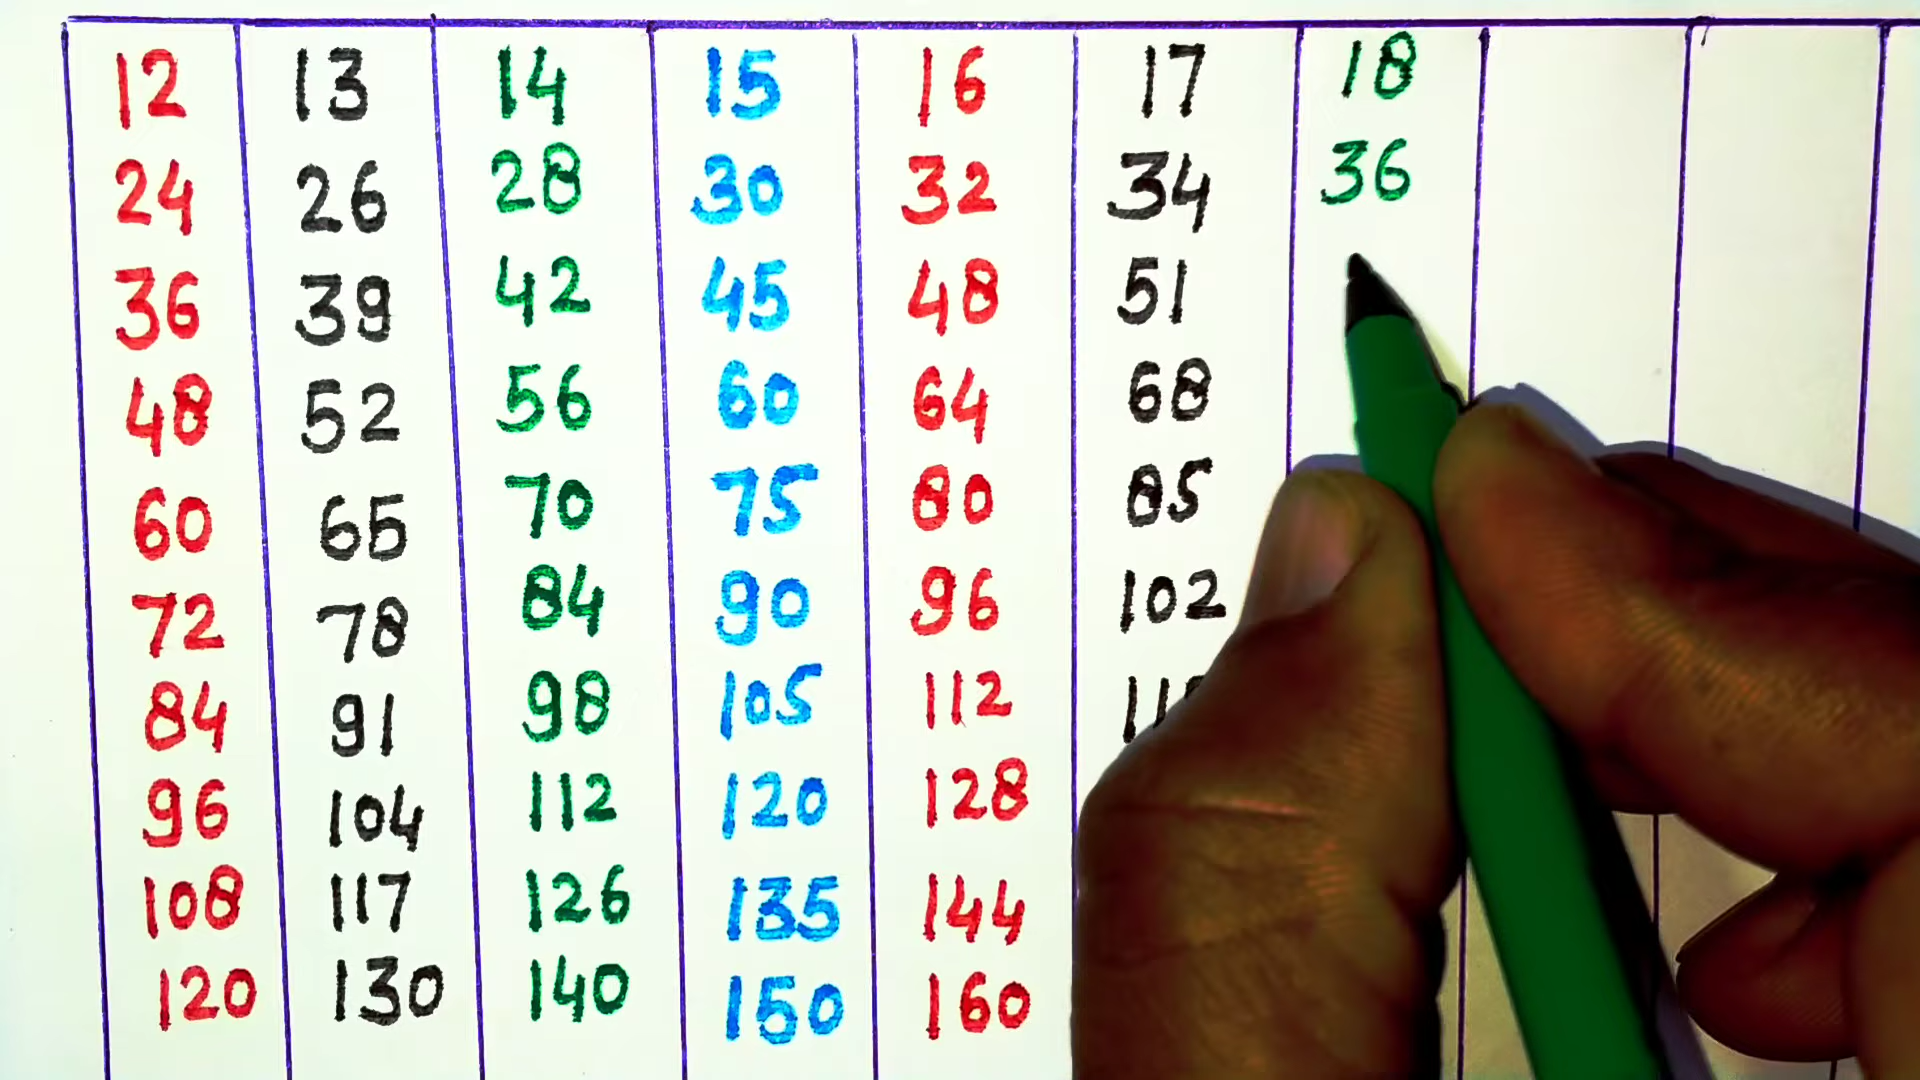 12 13 14 15 16 17 18
24 26 28 30 32 34 36
36 39 42 45 48 51
48 52 56 60 64 68
60 65 70 75 80 85
72 78 84 90 96 102
84 91 98 105 112
96 104 112 120 128
108 117 126 135 144
120 130 140 150 160